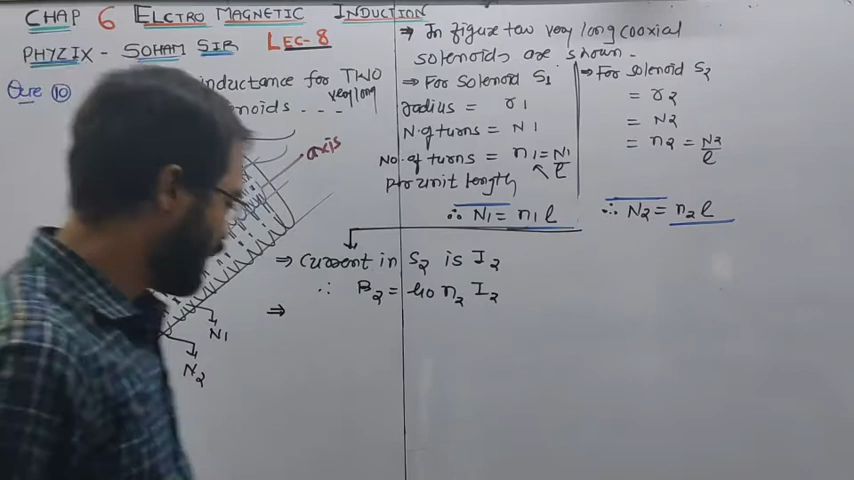 CHAP 6 ELCTRO MAGNETIC INDUCTION
PHYZIX - SOHAM SIR LEC-8
Que 10 inductance for TWO
very long
enoids . . .
axis
N1
N2
⇒ In figure two very long coaxial
solenoids are shown.
⇒ For Solenoid S1
radius = r1
N. of turns = N1
No. of turns = n1 = N1/l
per unit length
∴ N1 = n1 l
⇒ For solenoid S2
= r2
= N2
= n2 = N2/l
∴ N2 = n2 l
⇒ Current in S2 is I2
∴ B2 = μ0 n2 I2
⇒